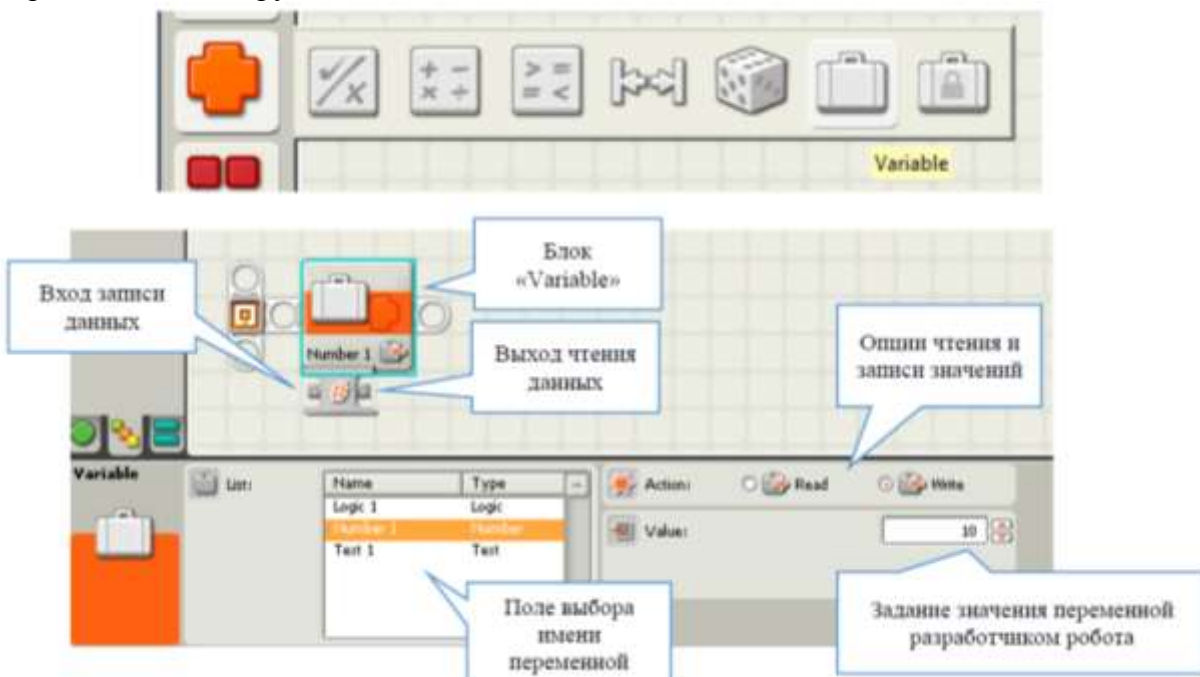 Variable
Блок
«Variable»
Вход записи
данных
Number 1
Выход чтения
данных
Опции чтения и
записи значений
Variable
List:
Name Type
Logic 1 Logic
Number 1 Number
Text 1 Text
Action: Read Write
Value: 10
Поле выбора
имени
переменной
Задание значения переменной
разработчиком робота